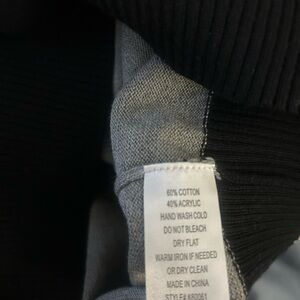 60% COTTON
40% ACRYLIC
HAND WASH COLD
DO NOT BLEACH
DRY FLAT
WARM IRON IF NEEDED
OR DRY CLEAN
MADE IN CHINA
STYLE#